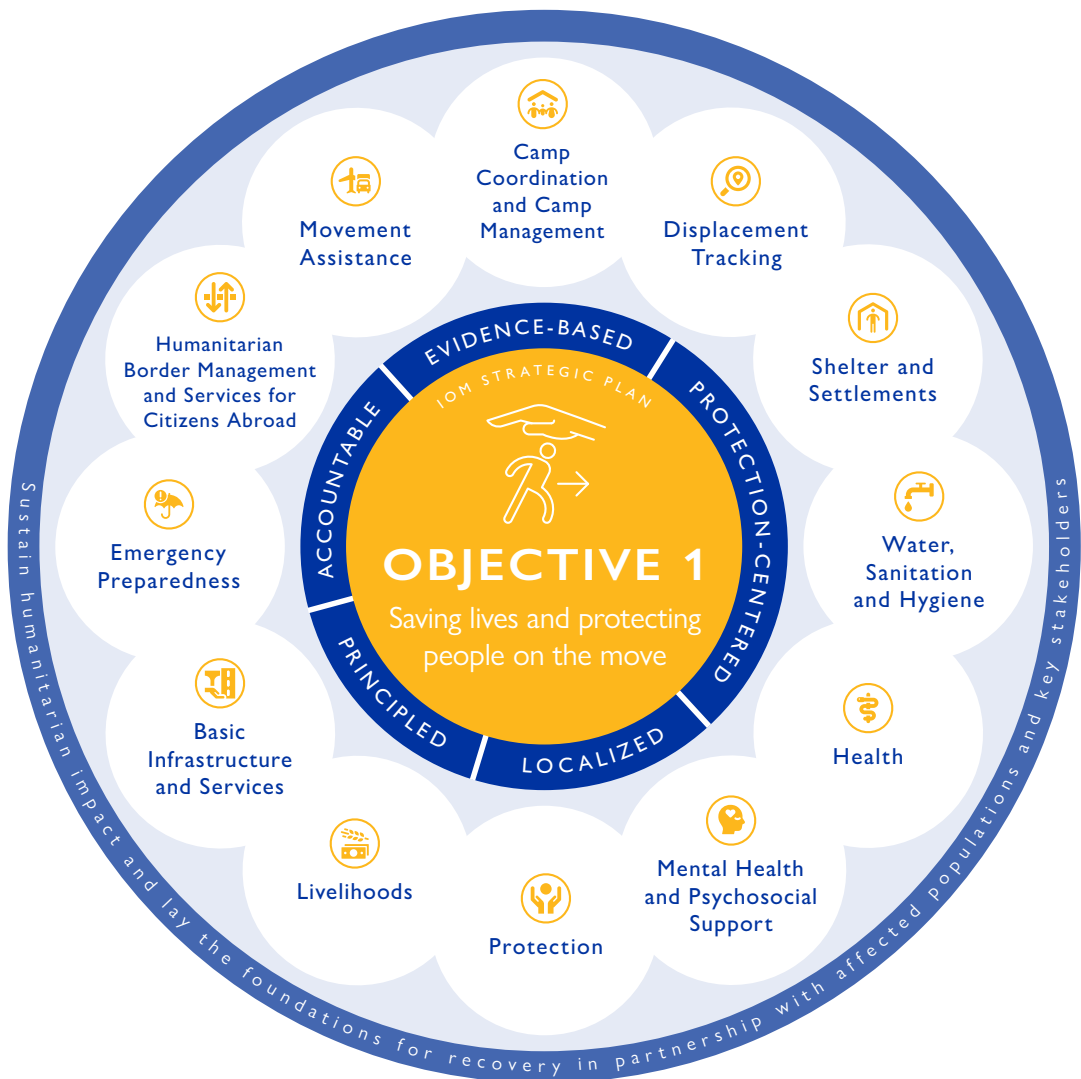 Camp
Coordination
and Camp
Management
Displacement
Tracking
Shelter and
Settlements
Water,
Sanitation
and Hygiene
Health
Mental Health
and Psychosocial
Support
Protection
Livelihoods
Basic
Infrastructure
and Services
Emergency
Preparedness
Humanitarian
Border Management
and Services for
Citizens Abroad
Movement
Assistance
EVIDENCE-BASED
PROTECTION-CENTERED
LOCALIZED
PRINCIPLED
ACCOUNTABLE
IOM STRATEGIC PLAN
OBJECTIVE 1
Saving lives and protecting
people on the move
Sustain humanitarian impact and lay the foundations for recovery in partnership with affected populations and key stakeholders